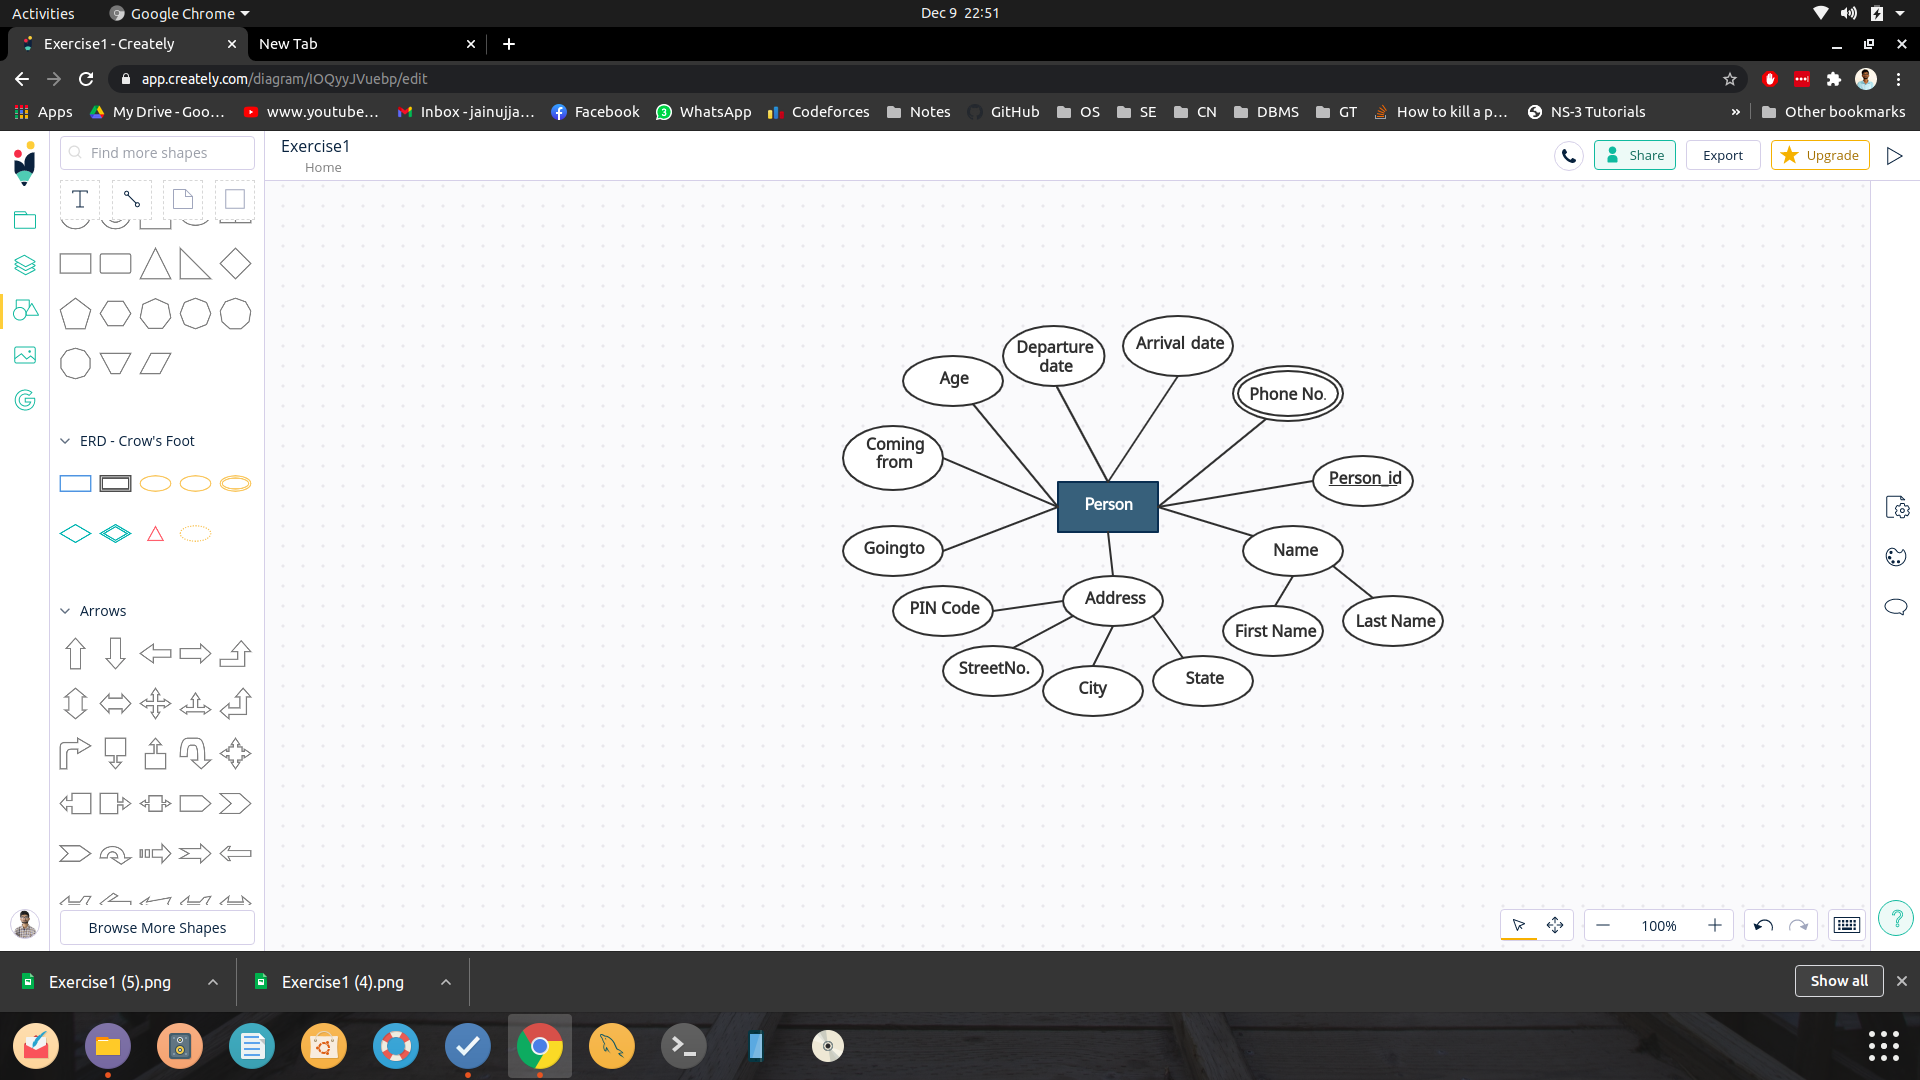 Activities
Google Chrome
Dec 9 22:51
Exercise1 - Creately
New Tab
app.creately.com/diagram/IOQyyJVuebp/edit
Apps
My Drive - Goo...
www.youtube...
Inbox - jainujja...
Facebook
3
WhatsApp
Codeforces
Notes
GitHub
OS
SE
CN
DBMS
GT
How to kill a p...
NS-3 Tutorials
»
Other bookmarks
Find more shapes
Exercise1
Home
Share
Export
Upgrade
T
ERD - Crow's Foot
Arrows
Browse More Shapes
Departure
date
Arrival date
Age
Phone No.
Coming
from
Person_id
Person
Goingto
Name
PIN Code
Address
First Name
Last Name
StreetNo.
City
State
100%
?
Exercise1 (5).png
Exercise1 (4).png
Show all